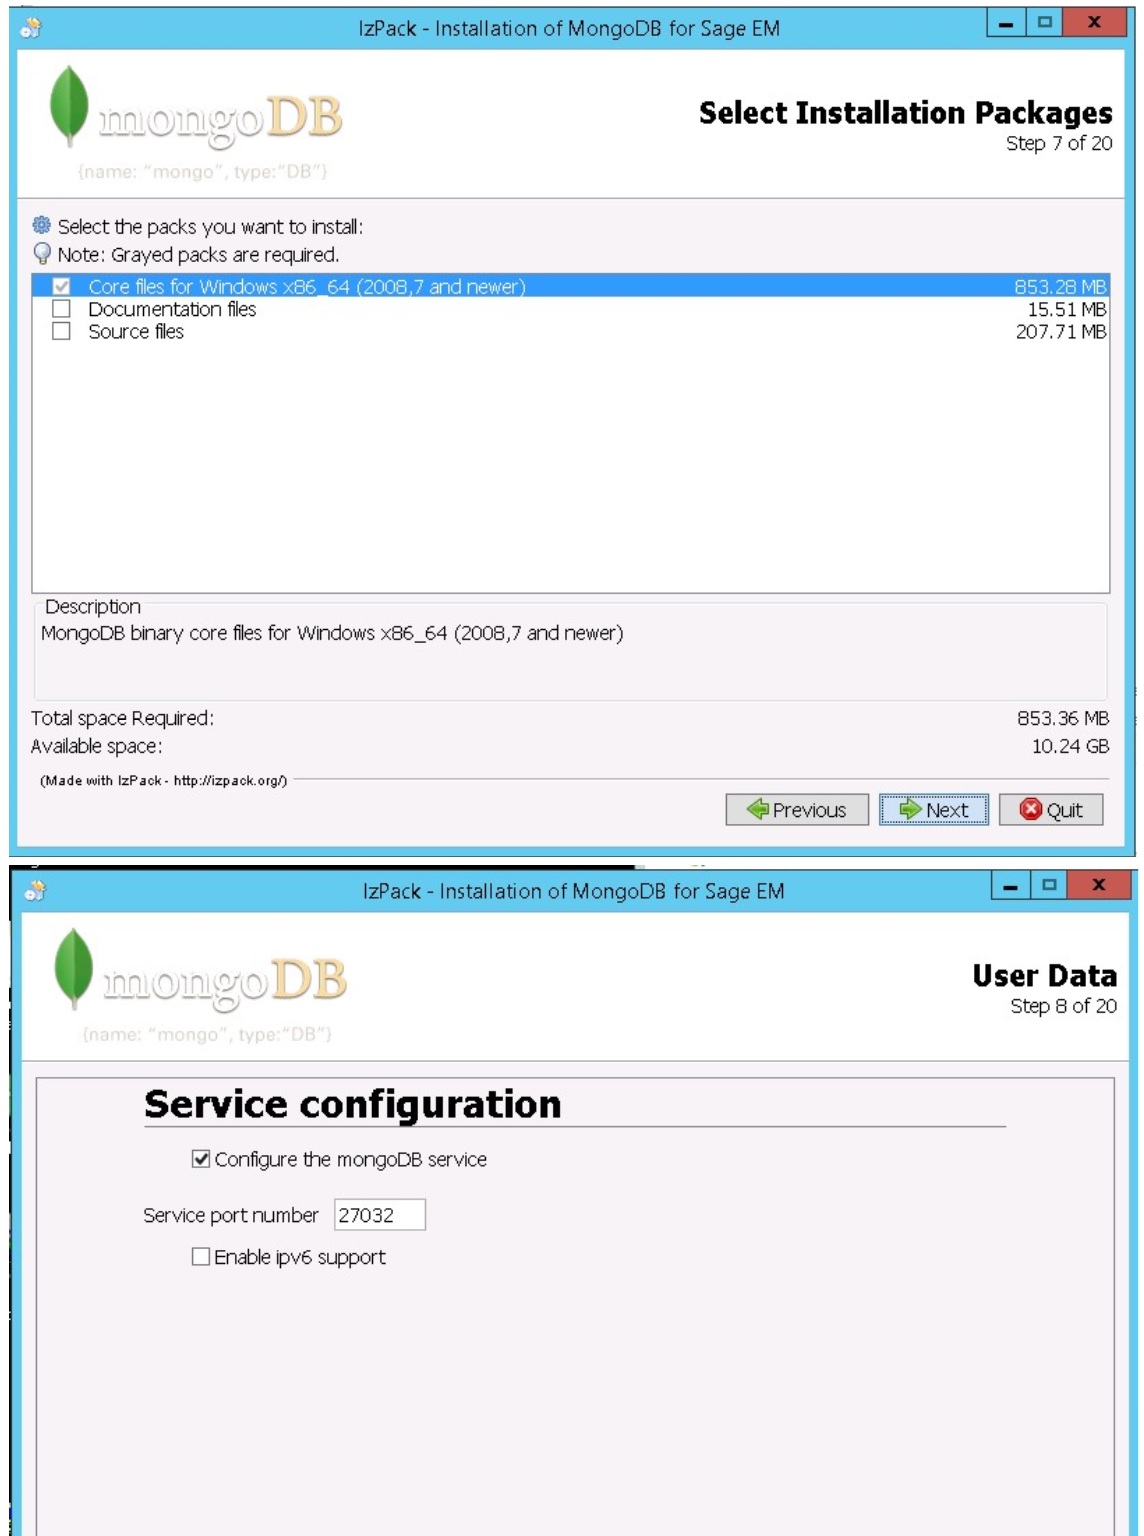 IzPack - Installation of MongoDB for Sage EM
mongoDB
{name: "mongo", type:"DB"}
Select Installation Packages
Step 7 of 20
Select the packs you want to install:
Note: Grayed packs are required.
Core files for Windows x86_64 (2008,7 and newer) 853.28 MB
Documentation files 15.51 MB
Source files 207.71 MB
Description
MongoDB binary core files for Windows x86_64 (2008,7 and newer)
Total space Required: 853.36 MB
Available space: 10.24 GB
(Made with IzPack - http://izpack.org/)
Previous Next Quit
IzPack - Installation of MongoDB for Sage EM
mongoDB
{name: "mongo", type:"DB"}
User Data
Step 8 of 20
Service configuration
Configure the mongoDB service
Service port number 27032
Enable ipv6 support